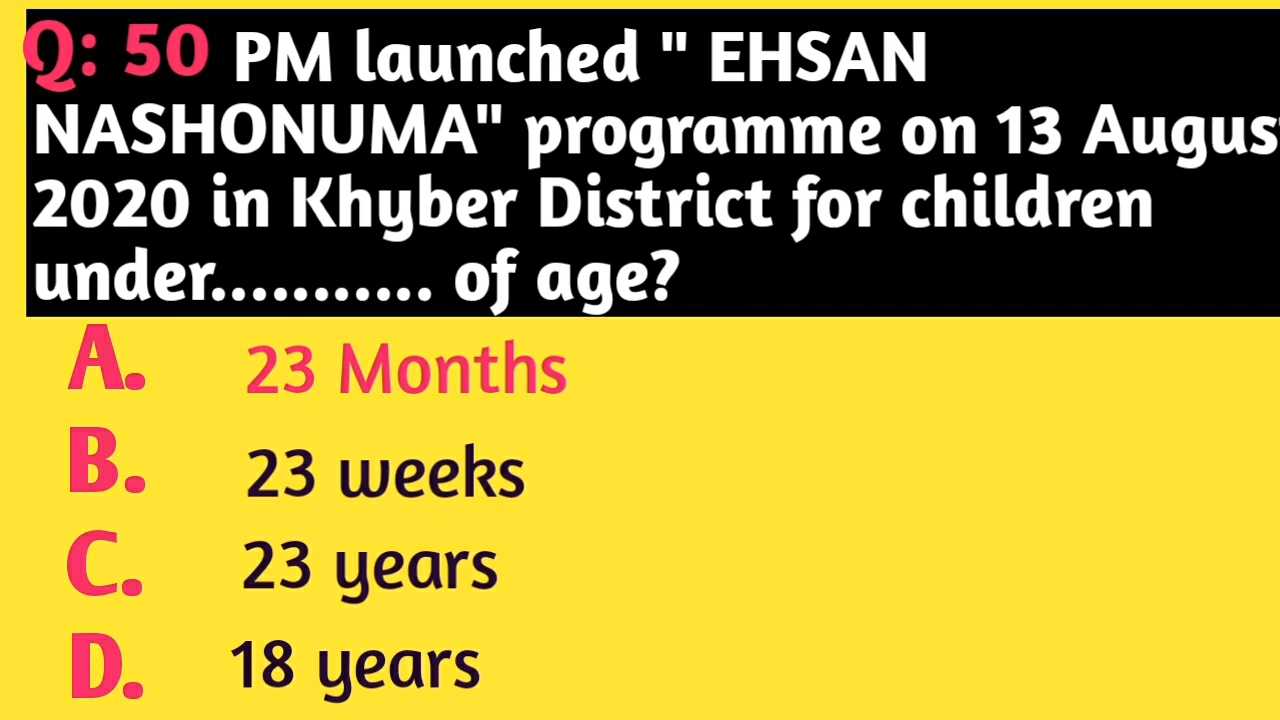 Q: 50 PM launched " EHSAN
NASHONUMA" programme on 13 Augus
2020 in Khyber District for children
under........... of age?
A. 23 Months
B. 23 weeks
C. 23 years
D. 18 years